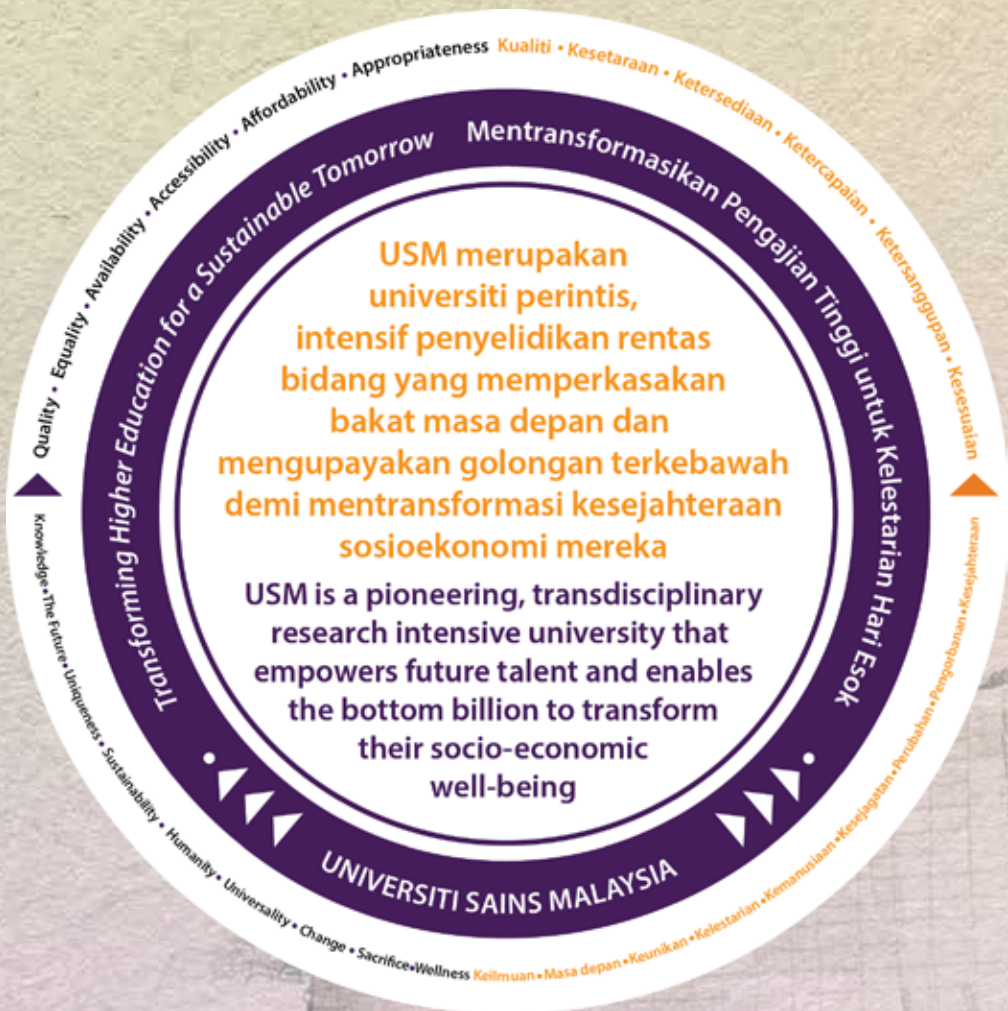 Quality • Equality • Availability • Accessibility • Affordability • Appropriateness
Kualiti • Kesetaraan • Ketersediaan • Ketercapaian • Ketersanggupan • Kesesuaian
Transforming Higher Education for a Sustainable Tomorrow
Mentransformasikan Pengajian Tinggi untuk Kelestarian Hari Esok
USM merupakan
universiti perintis,
intensif penyelidikan rentas
bidang yang memperkasakan
bakat masa depan dan
mengupayakan golongan terkebawah
demi mentransformasi kesejahteraan
sosioekonomi mereka
USM is a pioneering, transdisciplinary
research intensive university that
empowers future talent and enables
the bottom billion to transform
their socio-economic
well-being
UNIVERSITI SAINS MALAYSIA
Knowledge • The Future • Uniqueness • Sustainability • Humanity • Universality • Change • Sacrifice • Wellness
Keilmuan • Masa depan • Keunikan • Kelestarian • Kemanusiaan • Kesejagatan • Perubahan • Pengorbanan • Kesejahteraan